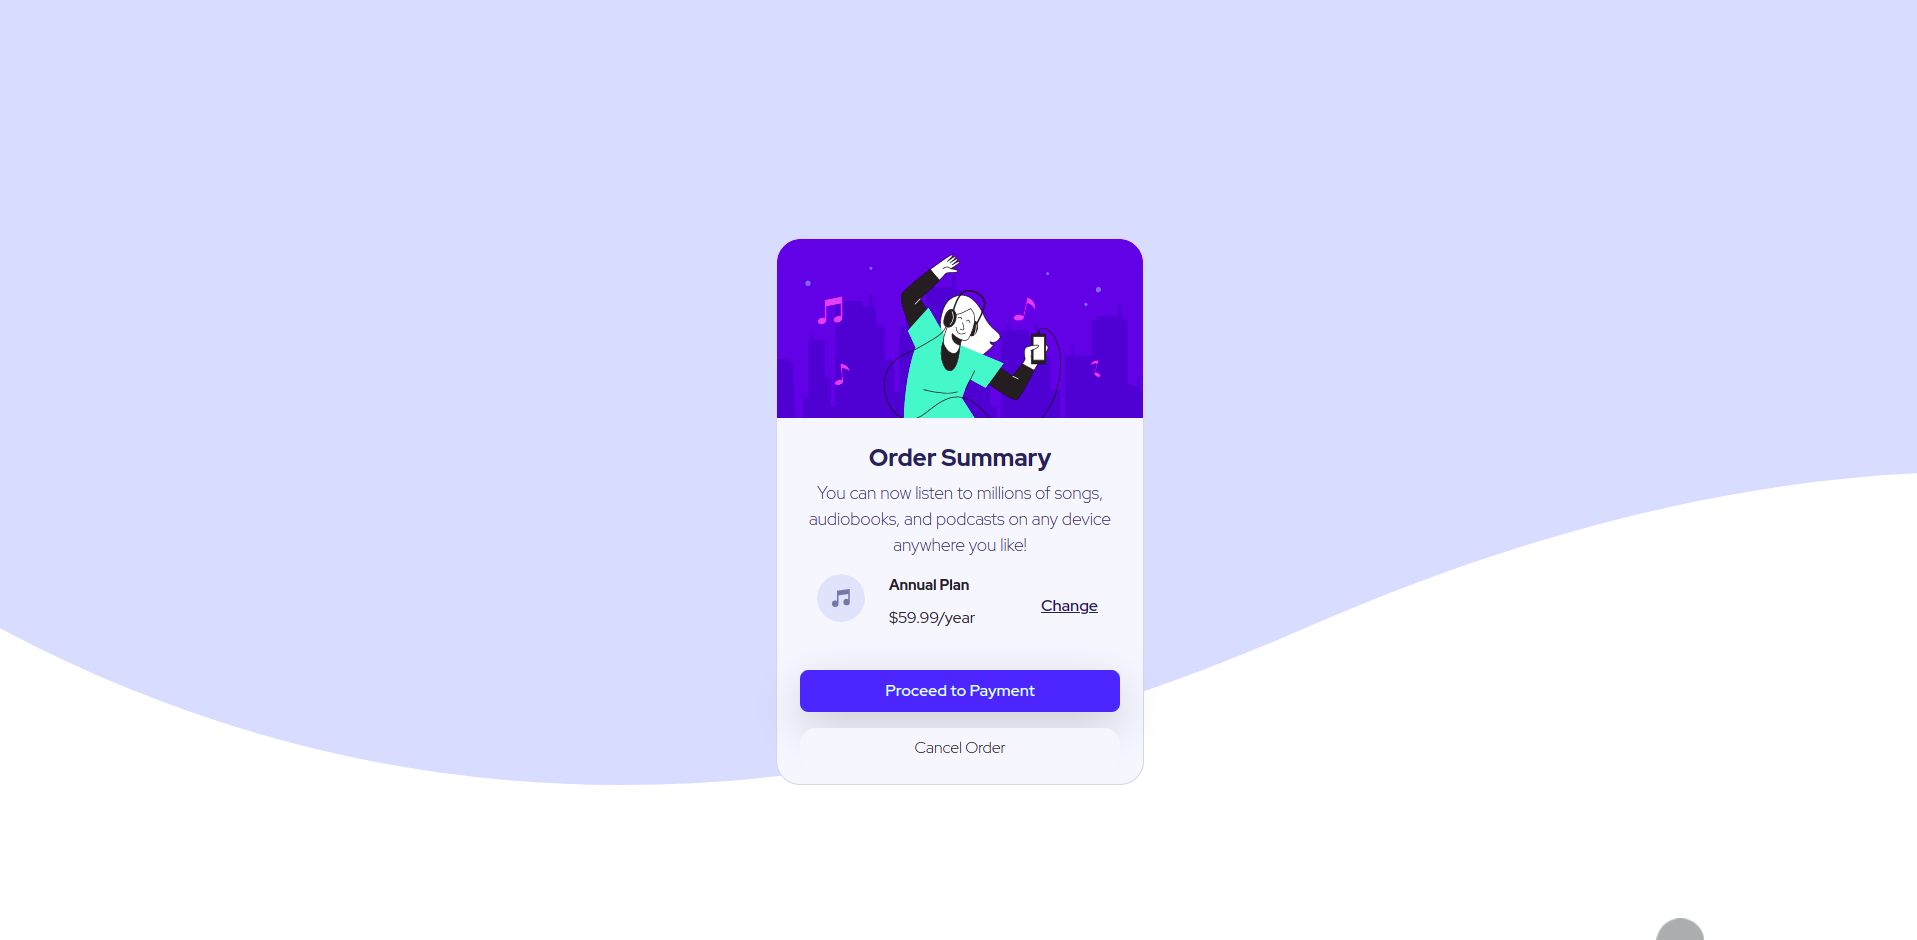 Order Summary
You can now listen to millions of songs,
audiobooks, and podcasts on any device
anywhere you like!
Annual Plan
$59.99/year
Change
Proceed to Payment
Cancel Order